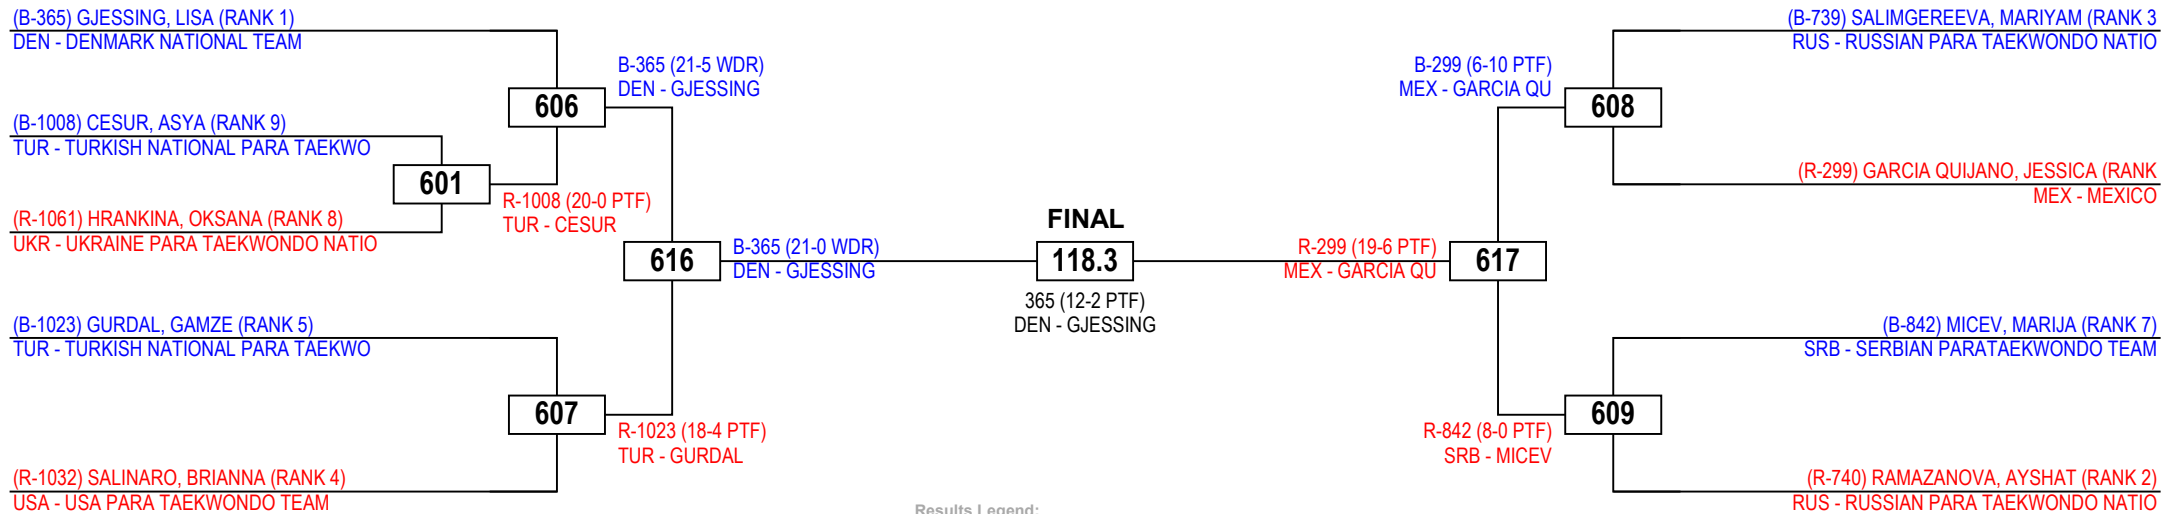 (B-365) GJESSING, LISA (RANK 1)
DEN - DENMARK NATIONAL TEAM
B-365 (21-5 WDR)
DEN - GJESSING
606
(B-1008) CESUR, ASYA (RANK 9)
TUR - TURKISH NATIONAL PARA TAEKWO
601
R-1008 (20-0 PTF)
TUR - CESUR
(R-1061) HRANKINA, OKSANA (RANK 8)
UKR - UKRAINE PARA TAEKWONDO NATIO
616
B-365 (21-0 WDR)
DEN - GJESSING
(B-1023) GURDAL, GAMZE (RANK 5)
TUR - TURKISH NATIONAL PARA TAEKWO
607
R-1023 (18-4 PTF)
TUR - GURDAL
(R-1032) SALINARO, BRIANNA (RANK 4)
USA - USA PARA TAEKWONDO TEAM
FINAL
118.3
365 (12-2 PTF)
DEN - GJESSING
(B-739) SALIMGEREEVA, MARIYAM (RANK 3
RUS - RUSSIAN PARA TAEKWONDO NATIO
B-299 (6-10 PTF)
MEX - GARCIA QU
608
(R-299) GARCIA QUIJANO, JESSICA (RANK
MEX - MEXICO
R-299 (19-6 PTF)
MEX - GARCIA QU
617
(B-842) MICEV, MARIJA (RANK 7)
SRB - SERBIAN PARATAEKWONDO TEAM
609
R-842 (8-0 PTF)
SRB - MICEV
(R-740) RAMAZANOVA, AYSHAT (RANK 2)
RUS - RUSSIAN PARA TAEKWONDO NATIO
Results Legend: